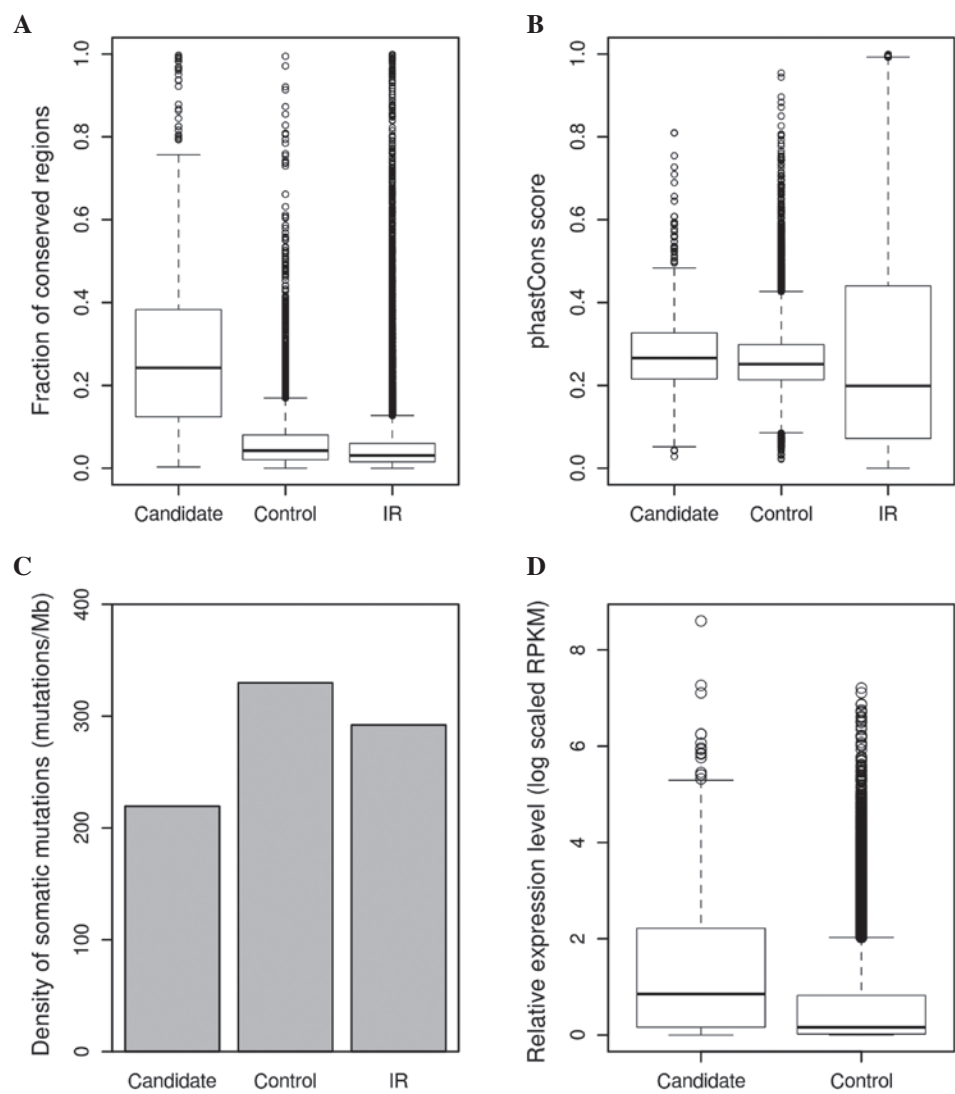 A
Fraction of conserved regions
1.0
0.8
0.6
0.4
0.2
0.0
Candidate Control IR
B
phastCons score
1.0
0.8
0.6
0.4
0.2
0.0
Candidate Control IR
C
Density of somatic mutations (mutations/Mb)
400
300
200
100
0
Candidate Control IR
D
Relative expression level (log scaled RPKM)
8
6
4
2
0
Candidate Control